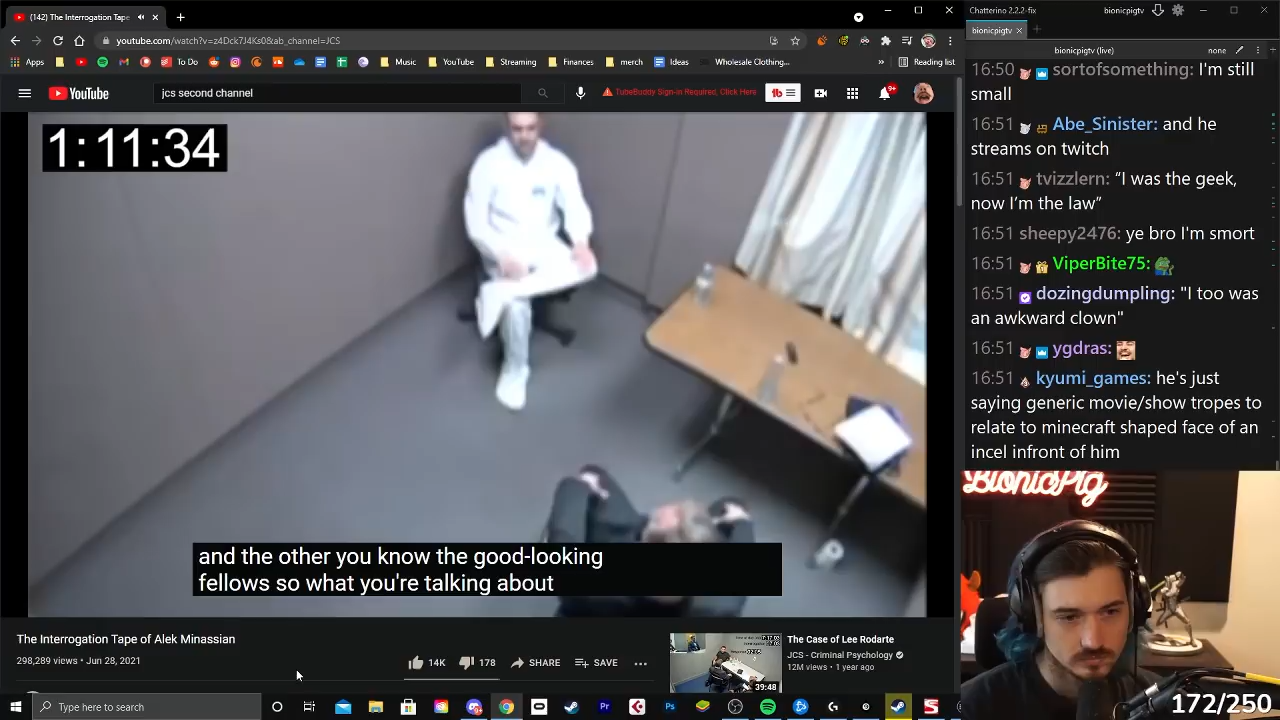 (142) The Interrogation Tape
Chatterino 2.2.2-fix
bionicpigtv
youtube.com/watch?v=z4Dck7J4Ks0&ab_channel=JCS
bionicpigtv
Apps
To Do
Music
YouTube
Streaming
Finances
merch
Ideas
Wholesale Clothing...
»
Reading list
bionicpigtv (live)
none
YouTube
jcs second channel
TubeBuddy Sign-in Required, Click Here
9+
1:11:34
16:50 sortofsomething: I'm still
small
16:51 Abe_Sinister: and he
streams on twitch
16:51 tvizzlern: “I was the geek,
now I’m the law”
16:51 sheepy2476: ye bro I'm smort
16:51 ViperBite75:
16:51 dozingdumpling: "I too was
an awkward clown"
16:51 ygdras:
16:51 kyumi_games: he's just
saying generic movie/show tropes to
relate to minecraft shaped face of an
incel infront of him
and the other you know the good-looking
fellows so what you're talking about
BionicPig
The Interrogation Tape of Alek Minassian
298,289 views • Jun 28, 2021
14K
178
SHARE
SAVE
The Case of Lee Rodarte
JCS - Criminal Psychology
12M views • 1 year ago
39:48
Type here to search
172/250